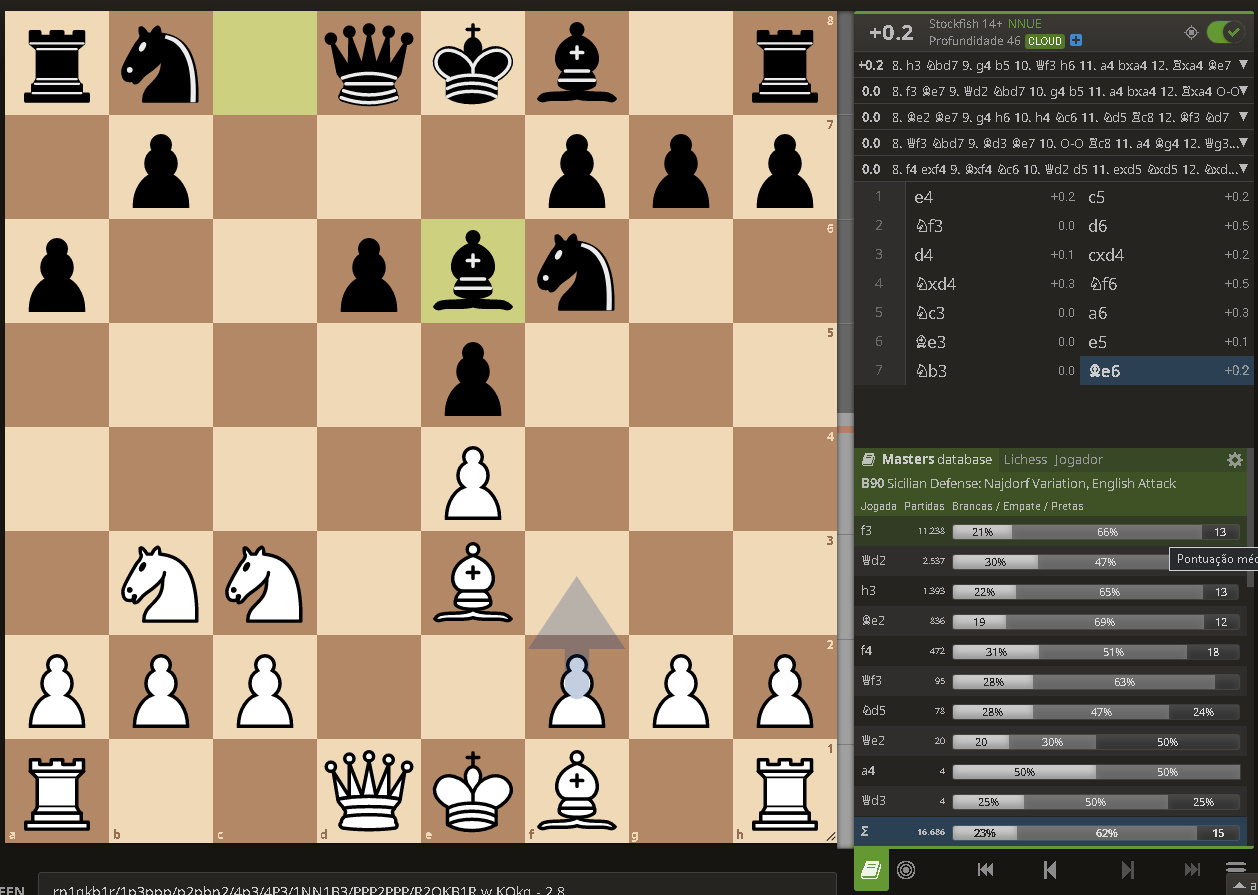 8
7
6
5
4
3
2
1
a b c d e f g h
+0.2
Stockfish 14+ NNUE
Profundidade 46 CLOUD
+0.2 8. h3 ♘bd7 9. g4 b5 10. ♕f3 h6 11. a4 bxa4 12. ♖xa4 ♗e7
0.0 8. f3 ♗e7 9. ♕d2 ♘bd7 10. g4 b5 11. a4 bxa4 12. ♖xa4 O-O
0.0 8. ♗e2 ♗e7 9. g4 h6 10. h4 ♘c6 11. ♘d5 ♖c8 12. ♗f3 ♘d7
0.0 8. ♕f3 ♘bd7 9. ♗d3 ♗e7 10. O-O ♖c8 11. a4 ♗g4 12. ♕g3...
0.0 8. f4 exf4 9. ♗xf4 ♘c6 10. ♕d2 d5 11. exd5 ♘xd5 12. ♘xd...
1 e4 +0.2 c5 +0.2
2 ♘f3 0.0 d6 +0.5
3 d4 +0.1 cxd4 +0.2
4 ♘xd4 +0.3 ♘f6 +0.5
5 ♘c3 0.0 a6 +0.3
6 ♗e3 0.0 e5 +0.1
7 ♘b3 0.0 ♗e6 +0.2
Masters database Lichess Jogador
B90 Sicilian Defense: Najdorf Variation, English Attack
Jogada Partidas Brancas / Empate / Pretas
f3 11.238 21% 66% 13
♕d2 2.537 30% 47%
Pontuação méd
h3 1.393 22% 65% 13
♗e2 836 19 69% 12
f4 472 31% 51% 18
♕f3 95 28% 63%
♘d5 78 28% 47% 24%
♕e2 20 20 30% 50%
a4 4 50% 50%
♕d3 4 25% 50% 25%
Σ 16.686 23% 62% 15
FEN rn1qkb1r/1p3ppp/p2pbn2/4p3/4P3/1NN1B3/PPP2PPP/R2QKB1R w KQkq - 2 8